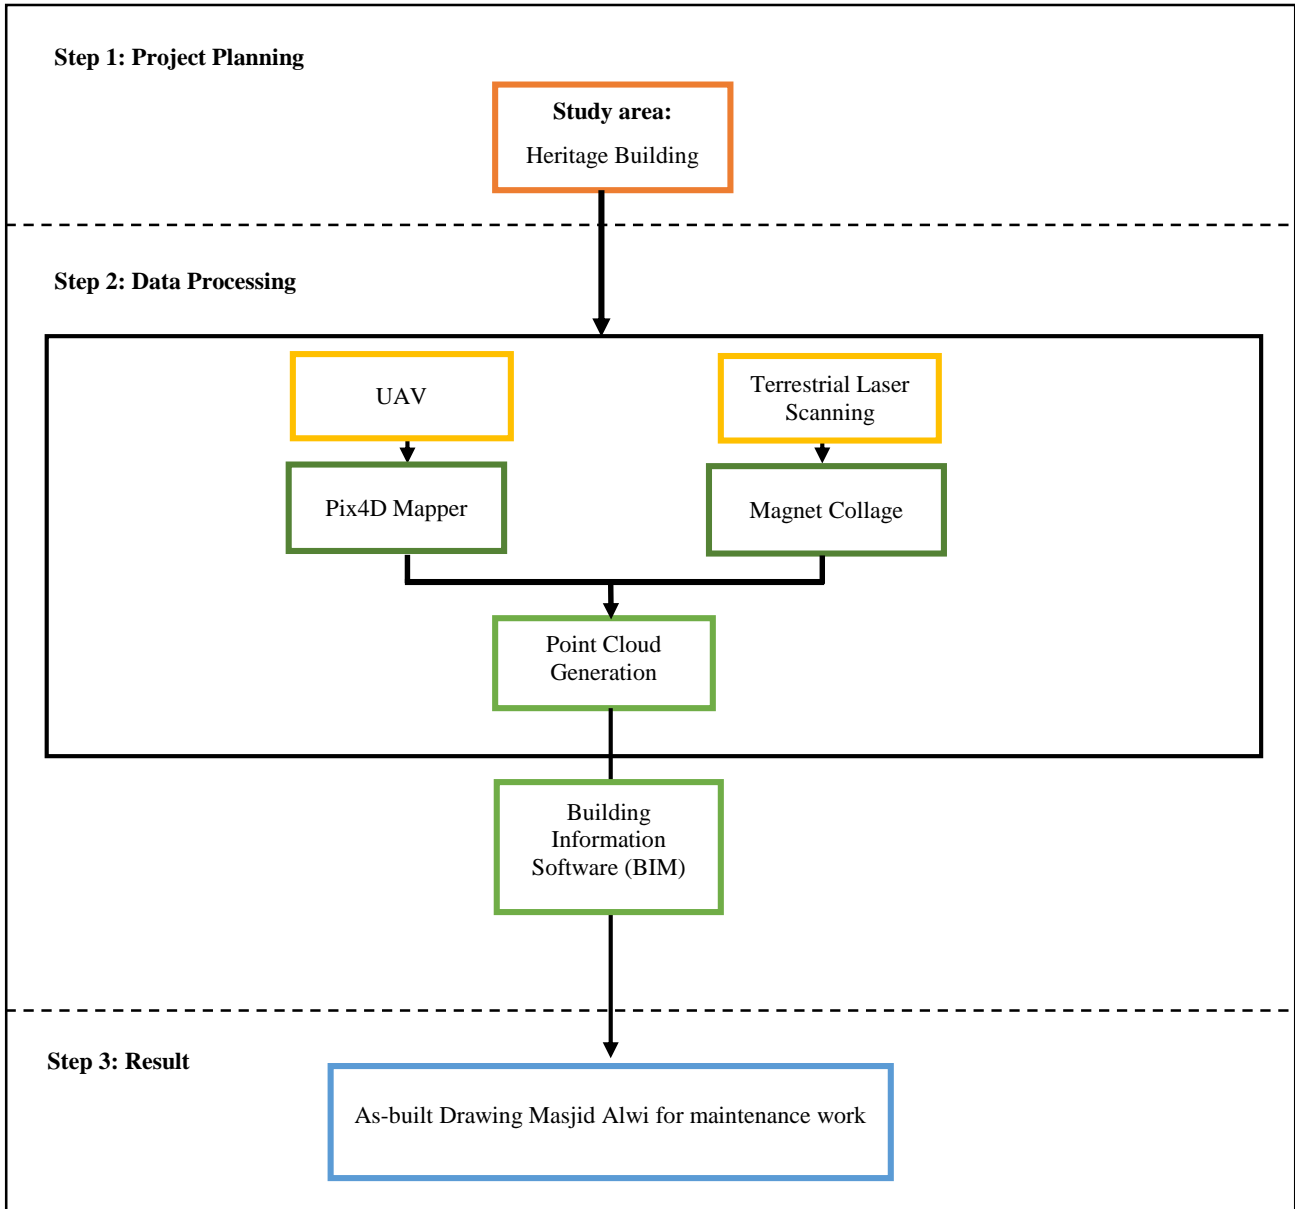 Step 1: Project Planning
Study area:
Heritage Building
Step 2: Data Processing
UAV
Terrestrial Laser
Scanning
Pix4D Mapper
Magnet Collage
Point Cloud
Generation
Building
Information
Software (BIM)
Step 3: Result
As-built Drawing Masjid Alwi for maintenance work